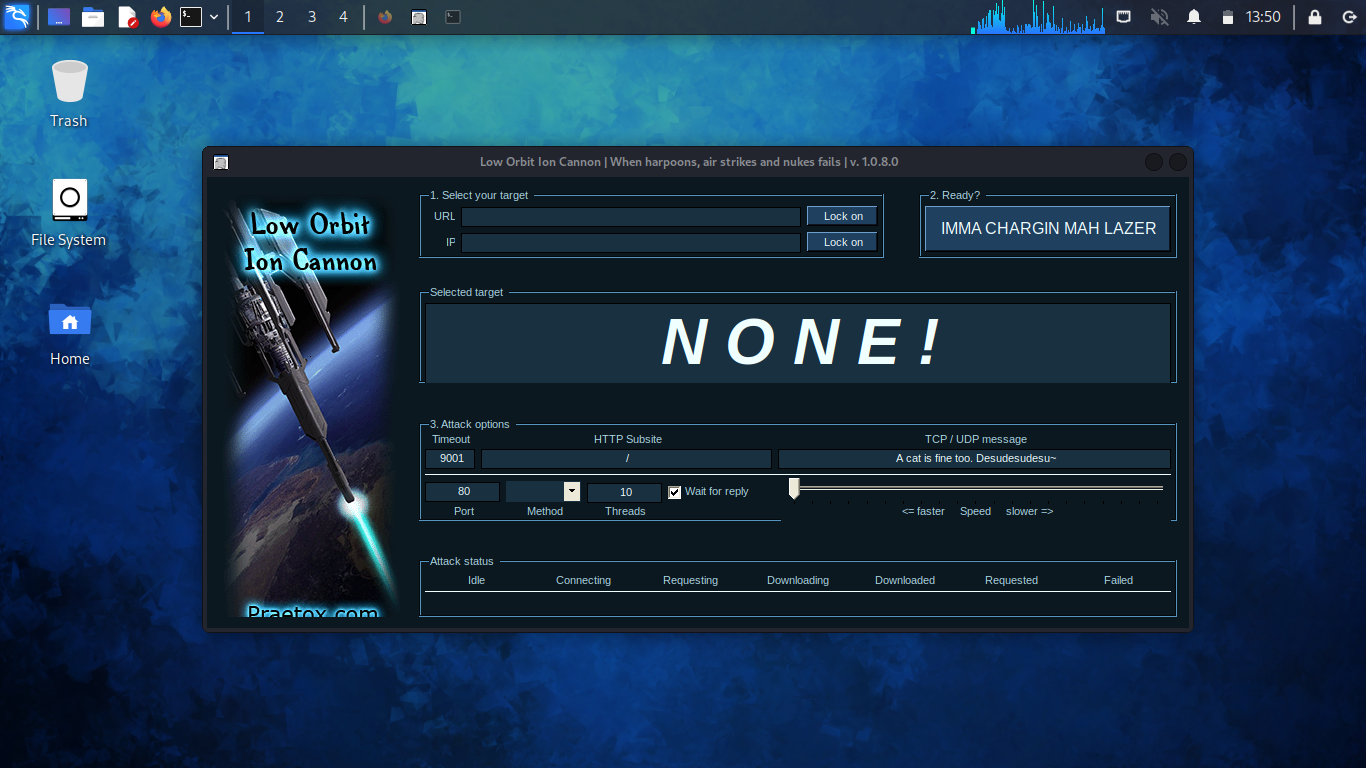 1 2 3 4 13:50
Trash
File System
Home
Low Orbit Ion Cannon | When harpoons, air strikes and nukes fails | v. 1.0.8.0
Low Orbit
Ion Cannon
Praetox.com
1. Select your target
URL Lock on
IP Lock on
2. Ready?
IMMA CHARGIN MAH LAZER
Selected target
NONE!
3. Attack options
Timeout HTTP Subsite TCP / UDP message
9001 / A cat is fine too. Desudesudesu~
80 10 Wait for reply
Port Method Threads <= faster Speed slower =>
Attack status
Idle Connecting Requesting Downloading Downloaded Requested Failed